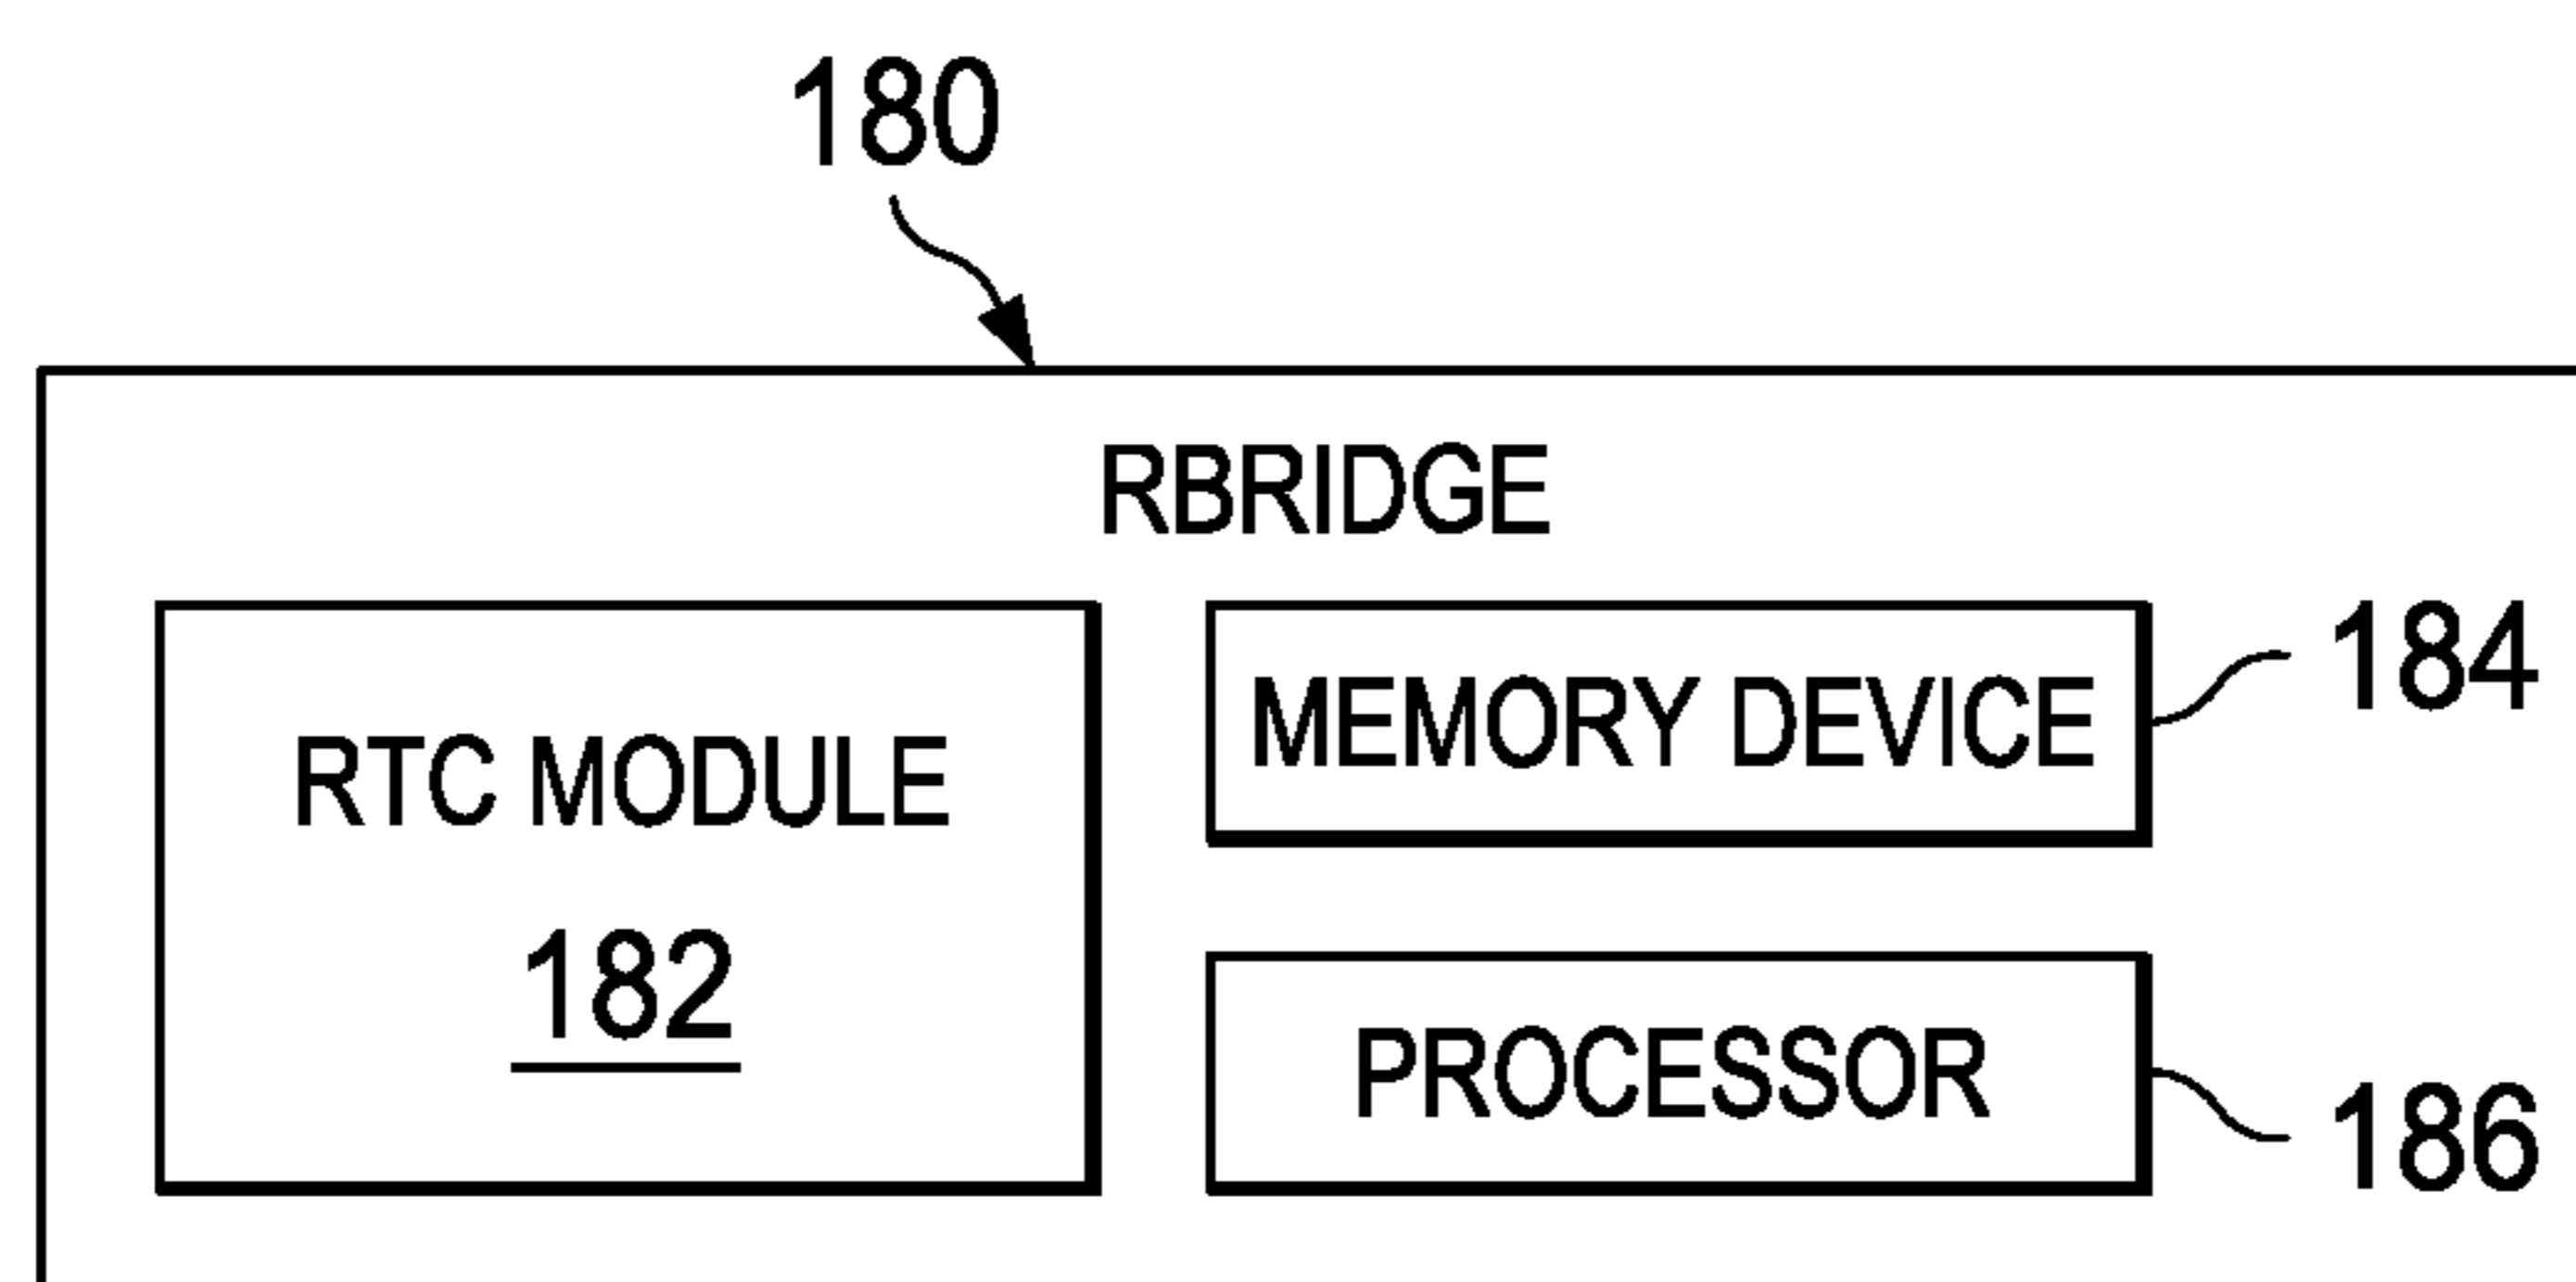 180
RBRIDGE
RTC MODULE
182
MEMORY DEVICE
184
PROCESSOR
186